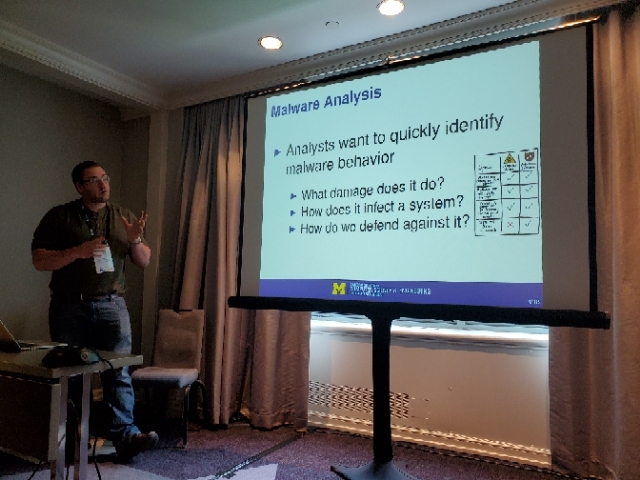 Malware Analysis
Analysts want to quickly identify
malware behavior
What damage does it do?
How does it infect a system?
How do we defend against it?
M